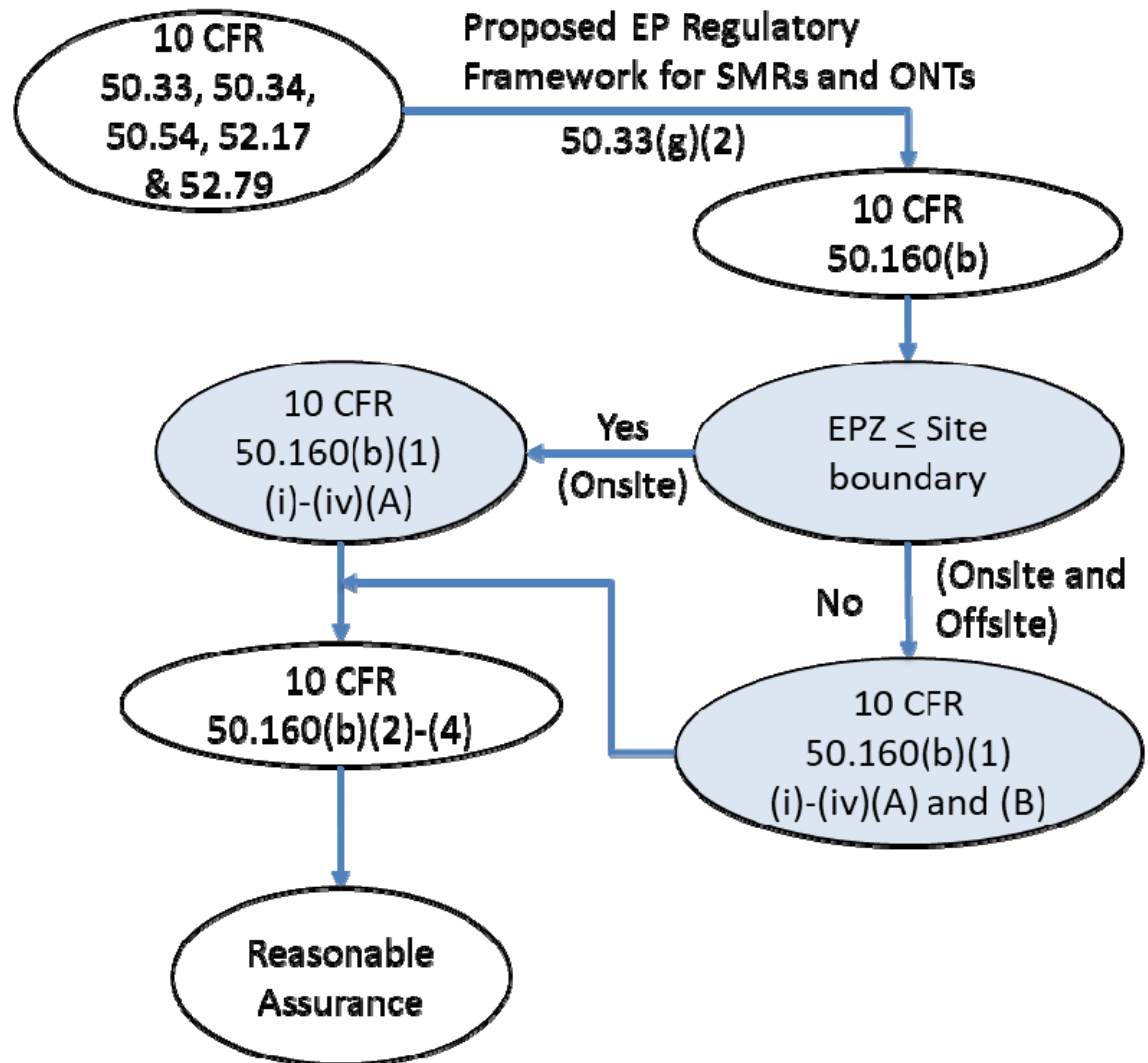 10 CFR
50.33, 50.34,
50.54, 52.17
& 52.79
Proposed EP Regulatory
Framework for SMRs and ONTs
50.33(g)(2)
10 CFR
50.160(b)
EPZ ≤ Site
boundary
Yes
(Onsite)
10 CFR
50.160(b)(1)
(i)-(iv)(A)
No
(Onsite and
Offsite)
10 CFR
50.160(b)(1)
(i)-(iv)(A) and (B)
10 CFR
50.160(b)(2)-(4)
Reasonable
Assurance